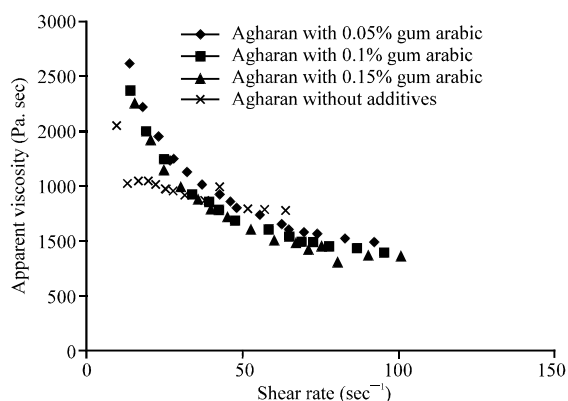 3000
2500
2000
1000
1500
500
0
Apparent viscosity (Pa. sec)
Agharan with 0.05% gum arabic
Agharan with 0.1% gum arabic
Agharan with 0.15% gum arabic
Agharan without additives
0 50 100 150
Shear rate (sec⁻¹)